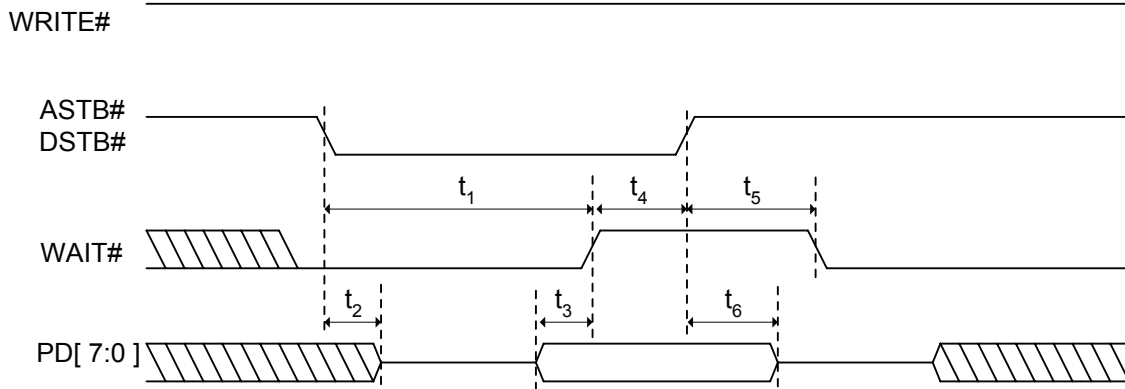 WRITE#
ASTB#
DSTB#
t1 t4 t5
WAIT#
t2 t3 t6
PD[ 7:0 ]